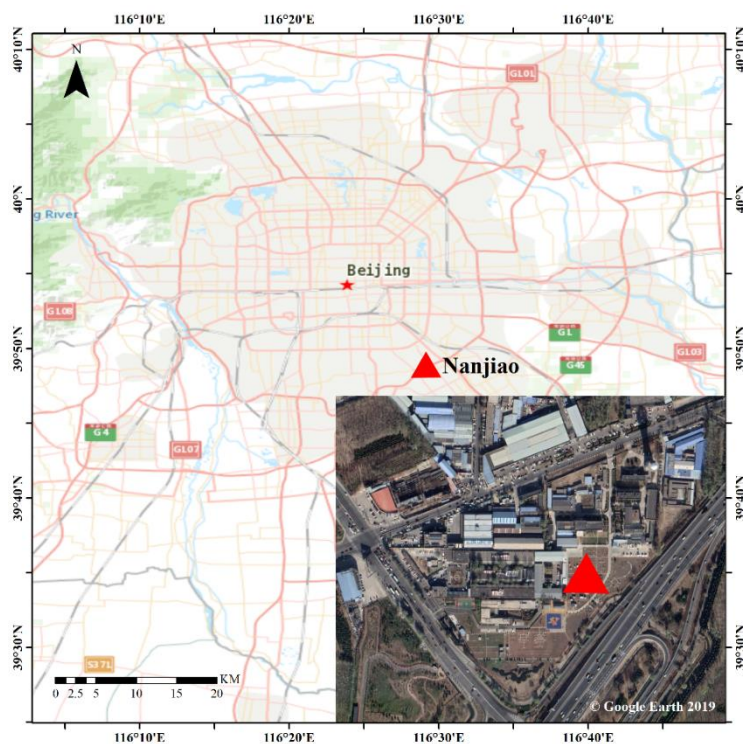 116°10'E 116°20'E 116°30'E 116°40'E
40°10'N 40°10'N
N
GL01
40°N 40°N
g River
Beijing
GL08
G1
39°50'N 39°50'N
GL03
G45
Nanjiao
G4
GL07
39°40'N 39°40'N
39°30'N 39°30'N
S371
KM
0 2.5 5 10 15 20
© Google Earth 2019
116°10'E 116°20'E 116°30'E 116°40'E